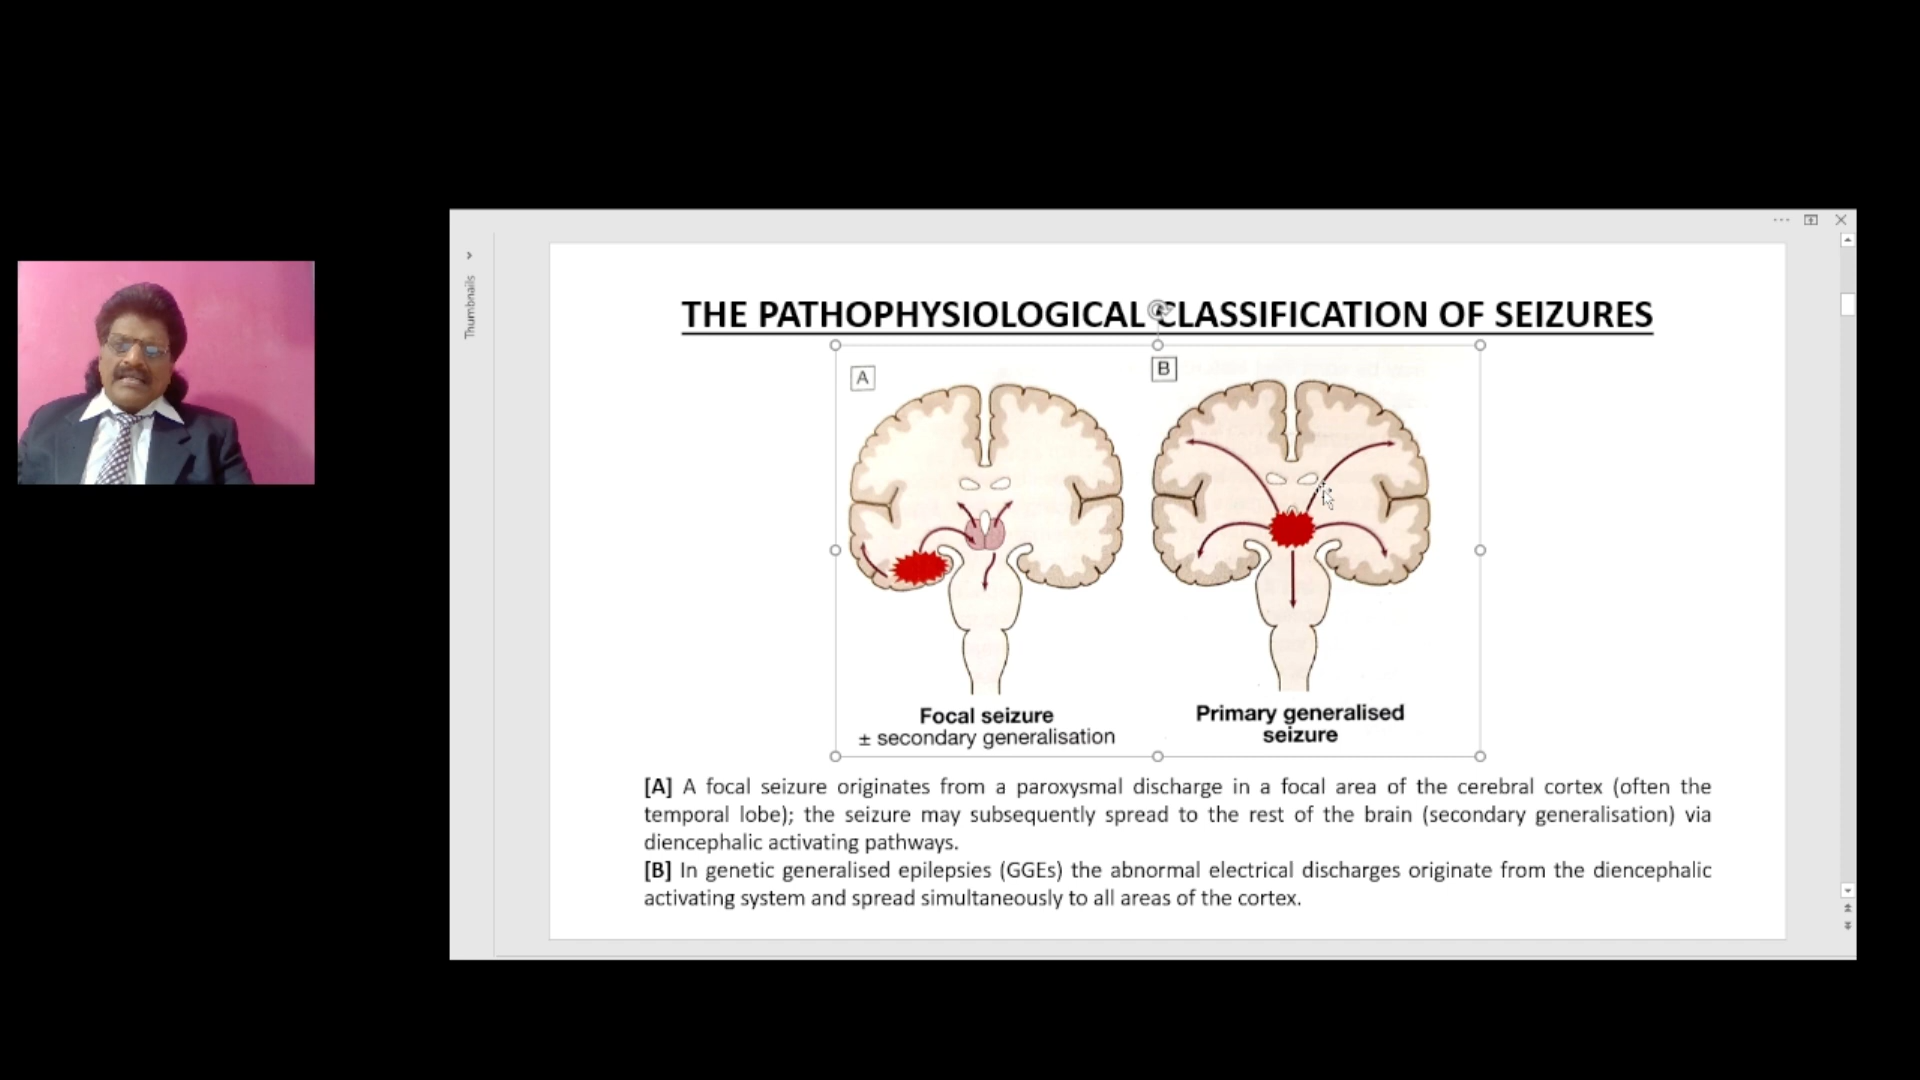 Thumbnails
THE PATHOPHYSIOLOGICAL CLASSIFICATION OF SEIZURES
A
B
Focal seizure
± secondary generalisation
Primary generalised
seizure
[A] A focal seizure originates from a paroxysmal discharge in a focal area of the cerebral cortex (often the
temporal lobe); the seizure may subsequently spread to the rest of the brain (secondary generalisation) via
diencephalic activating pathways.
[B] In genetic generalised epilepsies (GGEs) the abnormal electrical discharges originate from the diencephalic
activating system and spread simultaneously to all areas of the cortex.